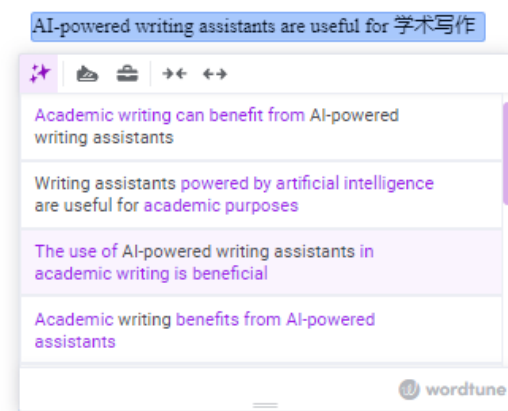 AI-powered writing assistants are useful for 学术写作
Academic writing can benefit from AI-powered
writing assistants
Writing assistants powered by artificial intelligence
are useful for academic purposes
The use of AI-powered writing assistants in
academic writing is beneficial
Academic writing benefits from AI-powered
assistants
wordtune